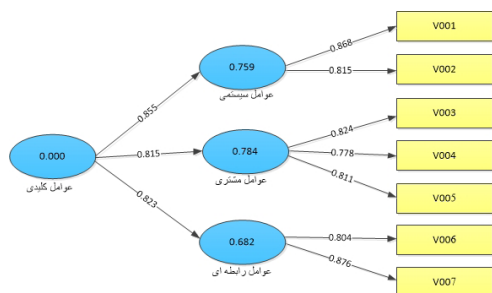 V001
0.868
0.759
0.815
V002
عوامل سیستمی
0.855
V003
0.824
0.000
0.815
0.784
0.778
V004
عوامل کلیدی
عوامل مشتری
0.811
V005
0.823
0.682
0.804
V006
عوامل رابطه ای
0.876
V007